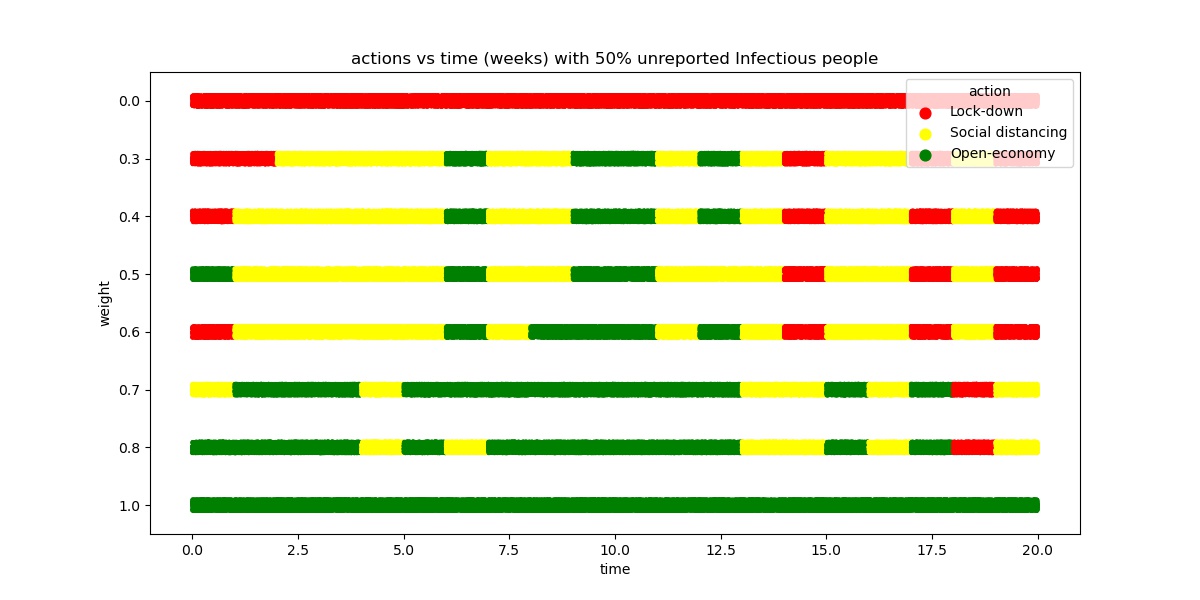 actions vs time (weeks) with 50% unreported Infectious people
action
Lock-down
Social distancing
Open-economy
weight
0.0
0.3
0.4
0.5
0.6
0.7
0.8
1.0
0.0 2.5 5.0 7.5 10.0 12.5 15.0 17.5 20.0
time